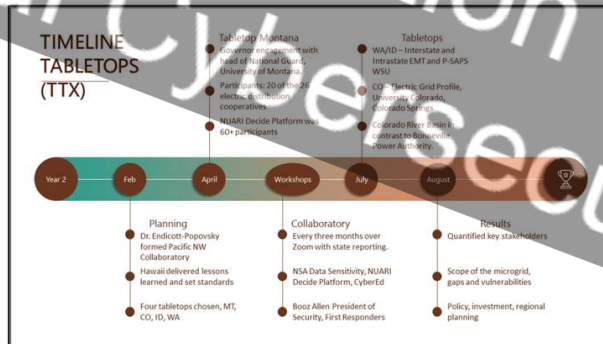 TIMELINE
TABLETOPS
(TTX)
Tabletop Montana
Governor engagement with
head of National Guard,
University of Montana.
Participants: 20 of the 26
electric distribution
cooperatives
NUARI Decide Platform was
60+ participants
Tabletops
WA/ID – Interstate and
Intrastate EMT and P-SAPS
WSU
CO – Electric Grid Profile,
University Colorado,
Colorado Springs
Colorado River Basin in
contrast to Bonneville
Power Authority.
Year 2
Feb
April
Workshops
July
August
Planning
Dr. Endicott-Popovsky
formed Pacific NW
Collaboratory
Hawaii delivered lessons
learned and set standards
Four tabletops chosen, MT,
CO, ID, WA
Collaboratory
Every three months over
Zoom with state reporting.
NSA Data Sensitivity, NUARI
Decide Platform, CyberEd
Booz Allen President of
Security, First Responders
Results
Quantified key stakeholders
Scope of the microgrid,
gaps and vulnerabilities
Policy, investment, regional
planning